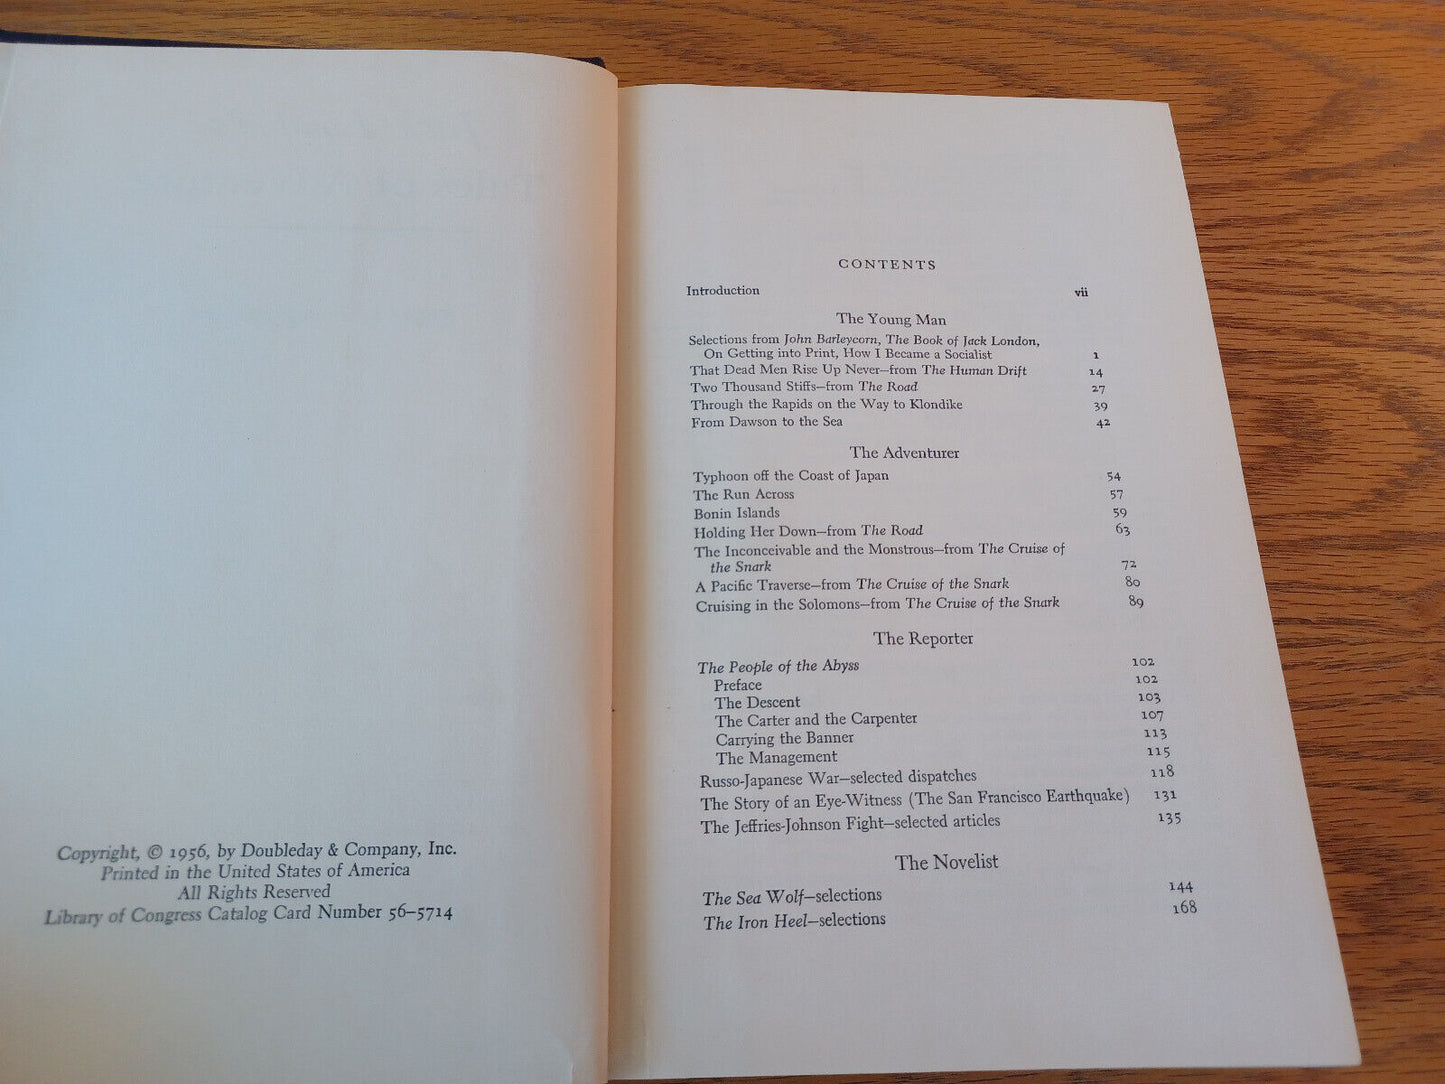 Copyright, © 1956, by Doubleday & Company, Inc.
Printed in the United States of America
All Rights Reserved
Library of Congress Catalog Card Number 56–5714
CONTENTS
Introduction vii
The Young Man
Selections from John Barleycorn, The Book of Jack London,
On Getting into Print, How I Became a Socialist 1
That Dead Men Rise Up Never—from The Human Drift 14
Two Thousand Stiffs—from The Road 27
Through the Rapids on the Way to Klondike 39
From Dawson to the Sea 42
The Adventurer
Typhoon off the Coast of Japan 54
The Run Across 57
Bonin Islands 59
Holding Her Down—from The Road 63
The Inconceivable and the Monstrous—from The Cruise of
the Snark 72
A Pacific Traverse—from The Cruise of the Snark 80
Cruising in the Solomons—from The Cruise of the Snark 89
The Reporter
The People of the Abyss 102
Preface 102
The Descent 103
The Carter and the Carpenter 107
Carrying the Banner 113
The Management 115
Russo-Japanese War—selected dispatches 118
The Story of an Eye-Witness (The San Francisco Earthquake) 131
The Jeffries-Johnson Fight—selected articles 135
The Novelist
The Sea Wolf—selections 144
The Iron Heel—selections 168